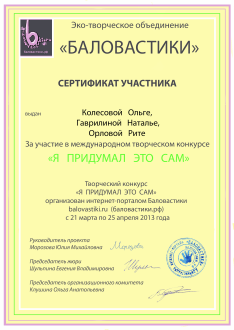 Эко-творческое объединение
«БАЛОВАСТИКИ»
СЕРТИФИКАТ УЧАСТНИКА
выдан
Колесовой Ольге,
Гаврилиной Наталье,
Орловой Рите
За участие в международном творческом конкурсе
«Я ПРИДУМАЛ ЭТО САМ»
Творческий конкурс
«Я ПРИДУМАЛ ЭТО САМ»
организован интернет-порталом Баловастики
balovastiki.ru (баловастики.рф)
с 21 марта по 25 апреля 2013 года
Руководитель проекта
Морозова Юлия Михайловна
Председатель жюри
Шульгина Евгения Владимировна
Председатель организационного комитета
Клушина Ольга Анатольевна